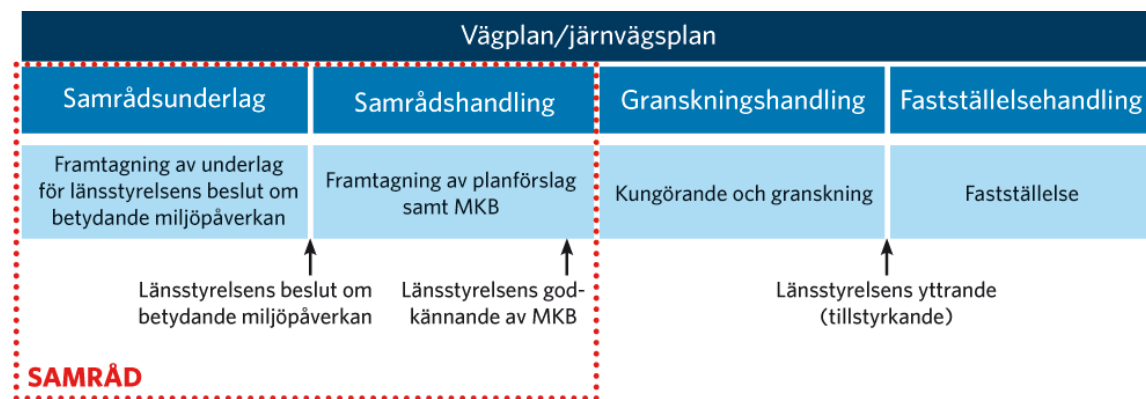 Vägplan/järnvägsplan
Samrådsunderlag
Samrådshandling
Granskningshandling
Fastställelsehandling
Framtagning av underlag
för länsstyrelsens beslut om
betydande miljöpåverkan
Framtagning av planförslag
samt MKB
Kungörande och granskning
Fastställelse
Länsstyrelsens beslut om
betydande miljöpåverkan
Länsstyrelsens god-
kännande av MKB
Länsstyrelsens yttrande
(tillstyrkande)
SAMRÅD